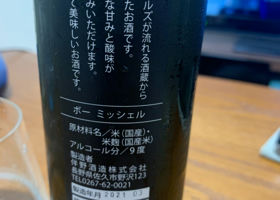 ルズが流れる酒蔵から
たお酒です。
な甘みと酸味が
みいただけます。
て美味しいお酒です。
ボー ミッシェル
原材料名／米(国産)・
米麹(国産米)
アルコール分／9度
製造者
伴野酒造株式会社
長野県佐久市野沢123
TEL0267-62-0021
製造年月 2021 03